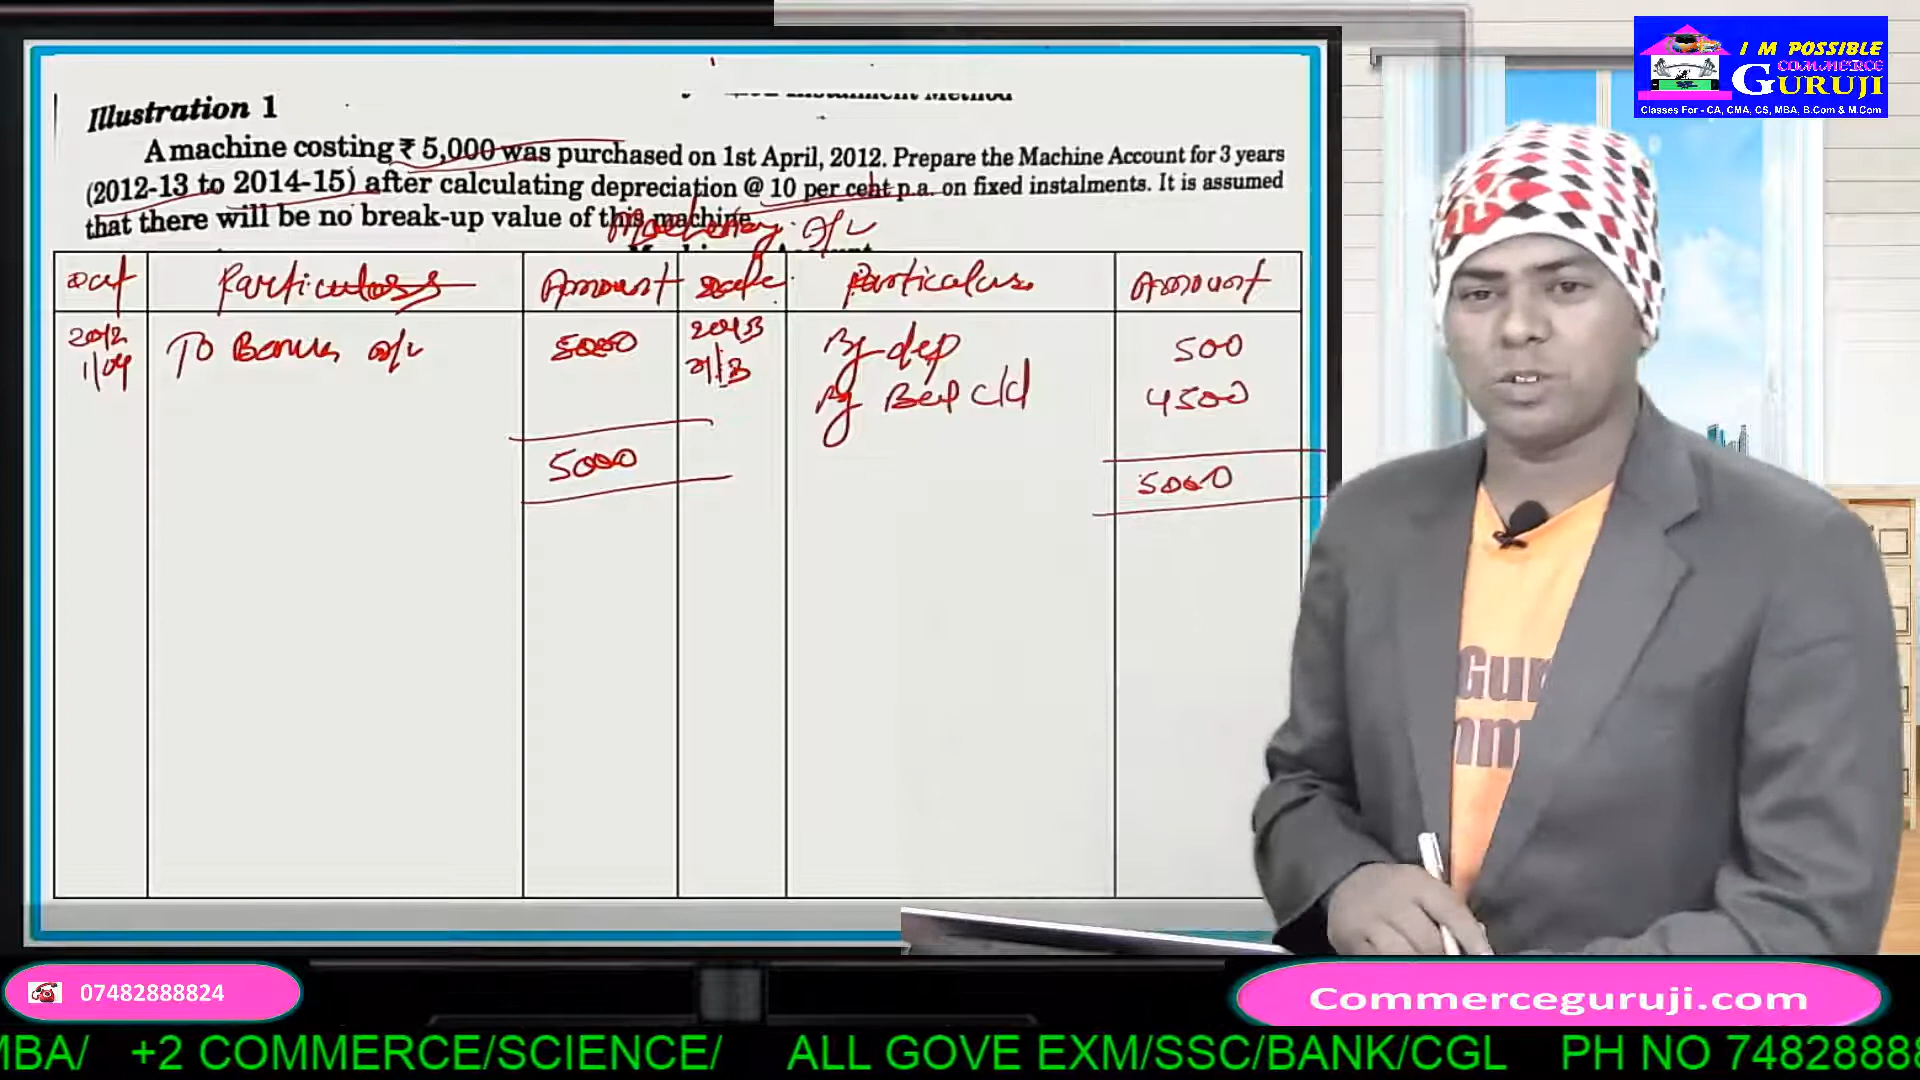 I M POSSIBLE
COMMERCE
GURUJI
Classes For - CA, CMA, CS, MBA, B.Com & M.Com
Instalment Method
Illustration 1
A machine costing ₹ 5,000 was purchased on 1st April, 2012. Prepare the Machine Account for 3 years
(2012-13 to 2014-15) after calculating depreciation @ 10 per cent p.a. on fixed instalments. It is assumed
that there will be no break-up value of this machine.
Machinery A/c
Particulars Amount Date Particulars Amount
2012 5000 2013 By dep 500
1/04 To a/c 31/3 By Bal c/d 4500
5000 5000
07482888824
Commerceguruji.com
MBA/ +2 COMMERCE/SCIENCE/ ALL GOVE EXM/SSC/BANK/CGL PH NO 7482888